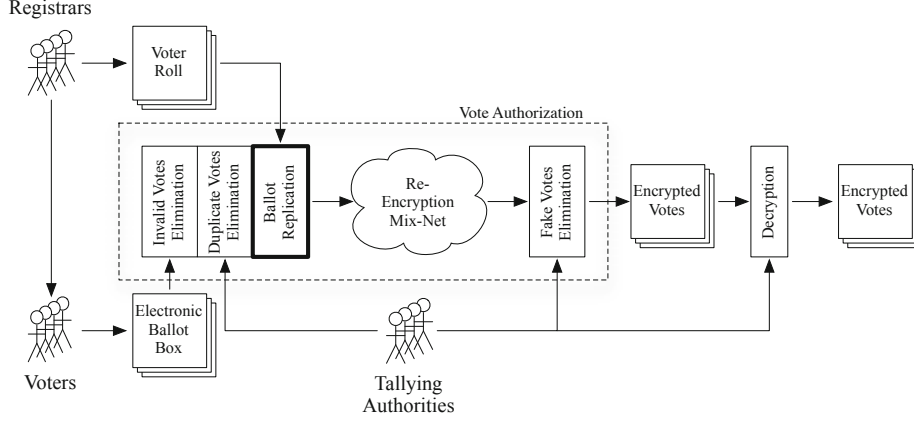 Registrars
Voter
Roll
Vote Authorization
Invalid Votes
Elimination
Duplicate Votes
Elimination
Ballot
Replication
Re-
Encryption
Mix-Net
Fake Votes
Elimination
Encrypted
Votes
Decryption
Encrypted
Votes
Electronic
Ballot
Box
Voters
Tallying
Authorities